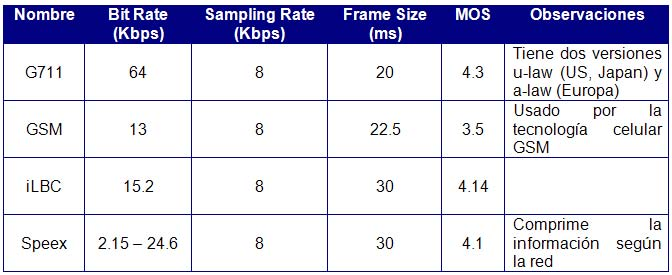 Nombre Bit Rate (Kbps) Sampling Rate (Kbps) Frame Size (ms) MOS Observaciones
G711 64 8 20 4.3 Tiene dos versiones
u-law (US, Japan) y
a-law (Europa)
GSM 13 8 22.5 3.5 Usado por la
tecnología celular
GSM
iLBC 15.2 8 30 4.14
Speex 2.15 – 24.6 8 30 4.1 Comprime la
información según
la red